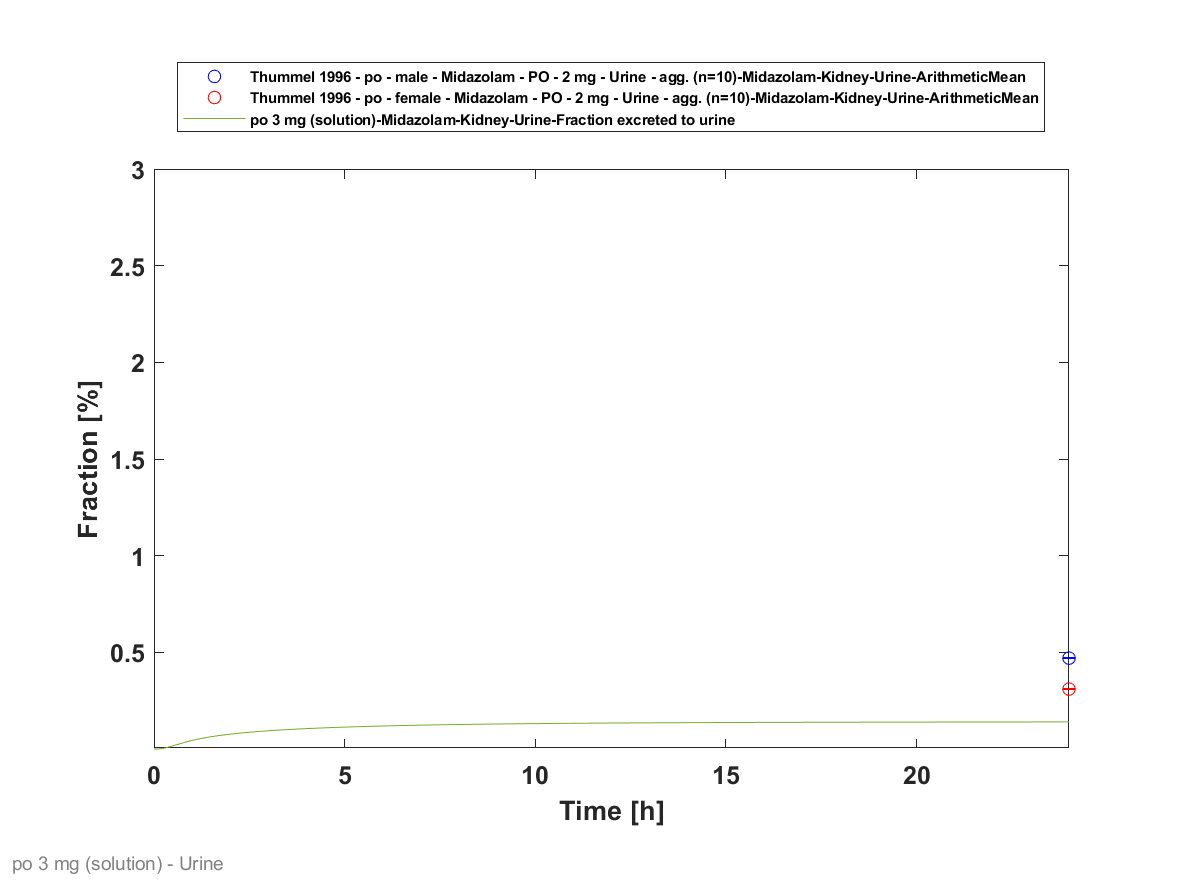 Thummel 1996 - po - male - Midazolam - PO - 2 mg - Urine - agg. (n=10)-Midazolam-Kidney-Urine-ArithmeticMean
Thummel 1996 - po - female - Midazolam - PO - 2 mg - Urine - agg. (n=10)-Midazolam-Kidney-Urine-ArithmeticMean
po 3 mg (solution)-Midazolam-Kidney-Urine-Fraction excreted to urine
3
2.5
2
1.5
1
0.5
Fraction [%]
0 5 10 15 20
Time [h]
po 3 mg (solution) - Urine